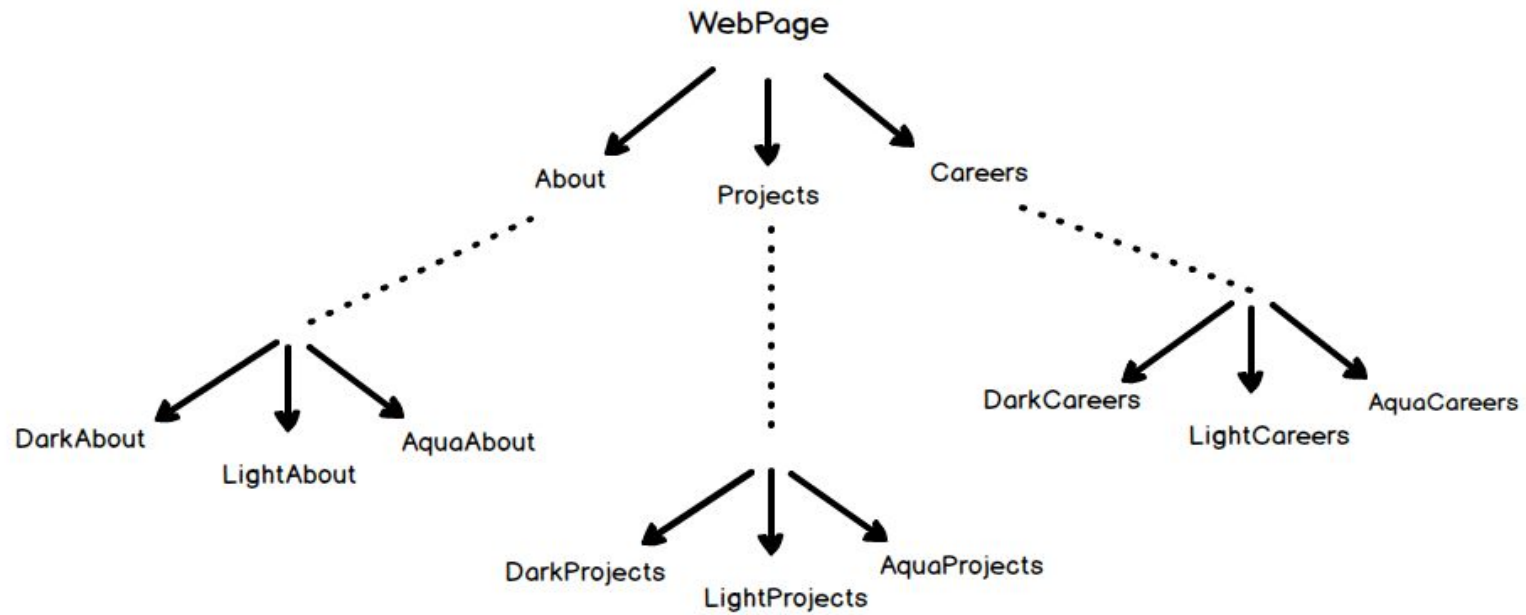 WebPage
About
Projects
Careers
DarkAbout
LightAbout
AquaAbout
DarkProjects
LightProjects
AquaProjects
DarkCareers
LightCareers
AquaCareers